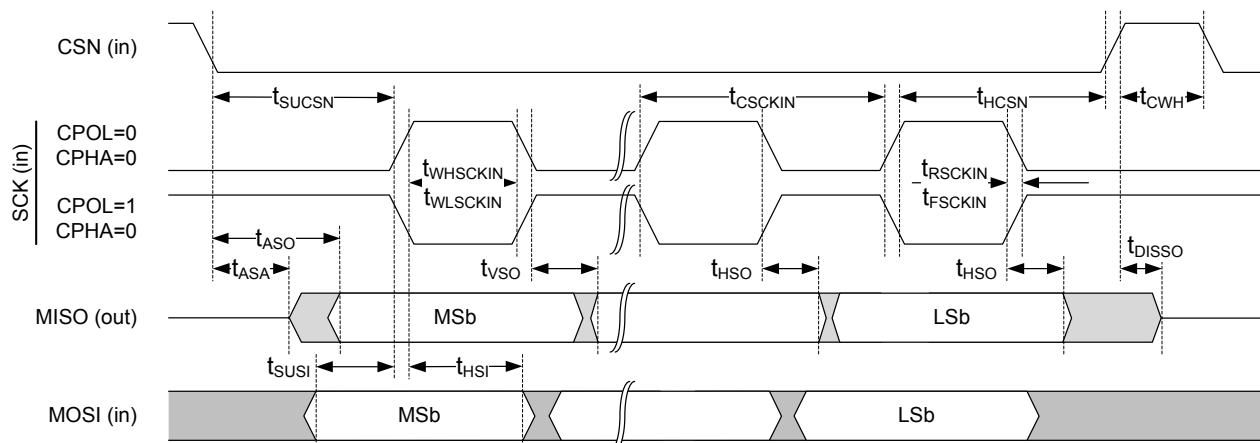 CSN (in)
tSUCSN
tCSCKIN
tHCSN
tCWH
SCK (in)
CPOL=0
CPHA=0
tWHSCKIN
tRSCKIN
CPOL=1
CPHA=0
tWLSCKIN
tFSCKIN
tASO
tASA
tVSO
tHSO
tHSO
tDISSO
MISO (out)
MSb
LSb
tSUSI
tHSI
MOSI (in)
MSb
LSb